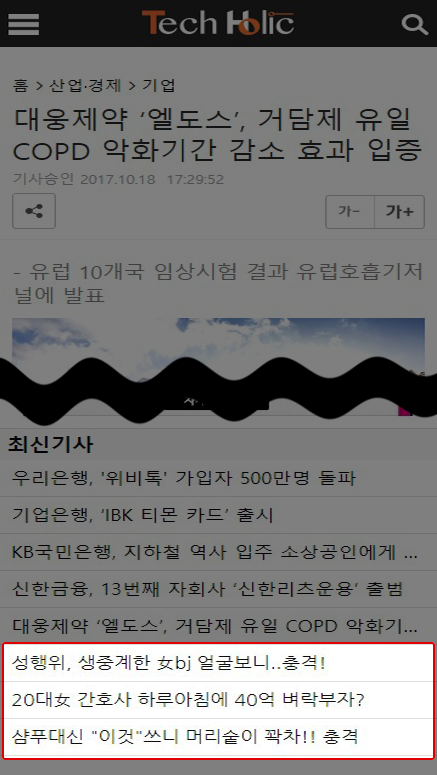 Tech Holic
홈 > 산업·경제 > 기업
대웅제약 ‘엘도스’, 거담제 유일
COPD 악화기간 감소 효과 입증
기사승인 2017.10.18 17:29:52
가- 가+
- 유럽 10개국 임상시험 결과 유럽호흡기저
널에 발표
최신기사
우리은행, '위비톡' 가입자 500만명 돌파
기업은행, ‘IBK 티몬 카드’ 출시
KB국민은행, 지하철 역사 입주 소상공인에게 ...
신한금융, 13번째 자회사 ‘신한리츠운용’ 출범
대웅제약 ‘엘도스’, 거담제 유일 COPD 악화기...
성행위, 생중계한 女bj 얼굴보니..충격!
20대女 간호사 하루아침에 40억 벼락부자?
샴푸대신 "이것"쓰니 머리숱이 꽉차!! 충격